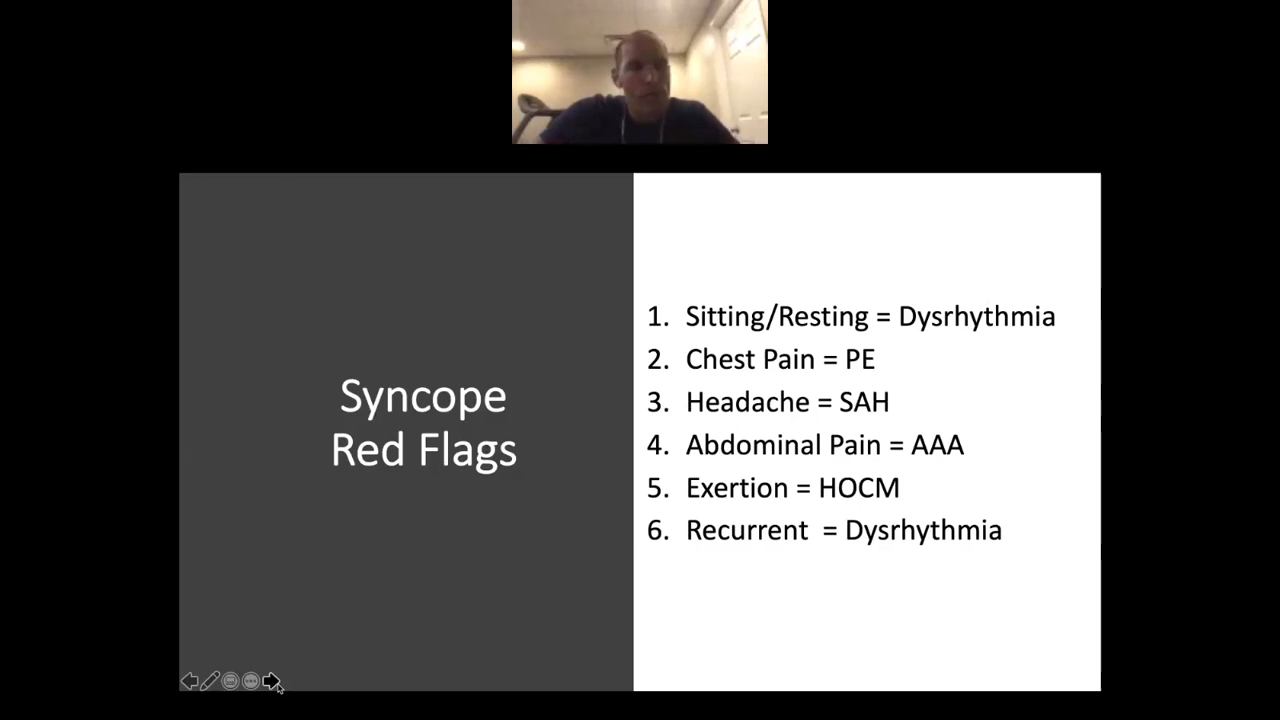 Syncope
Red Flags
1. Sitting/Resting = Dysrhythmia
2. Chest Pain = PE
3. Headache = SAH
4. Abdominal Pain = AAA
5. Exertion = HOCM
6. Recurrent = Dysrhythmia